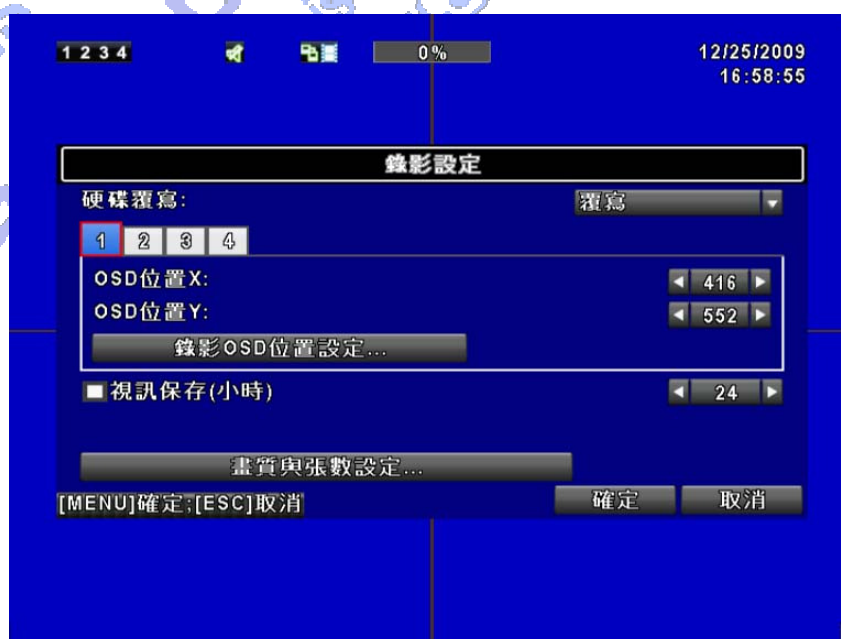 1 2 3 4 0% 12/25/2009
16:58:55
錄影設定
硬碟覆寫: 覆寫
1 2 3 4
OSD位置X: 416
OSD位置Y: 552
錄影OSD位置設定...
視訊保存(小時) 24
畫質與張數設定...
[MENU]確定;[ESC]取消 確定 取消